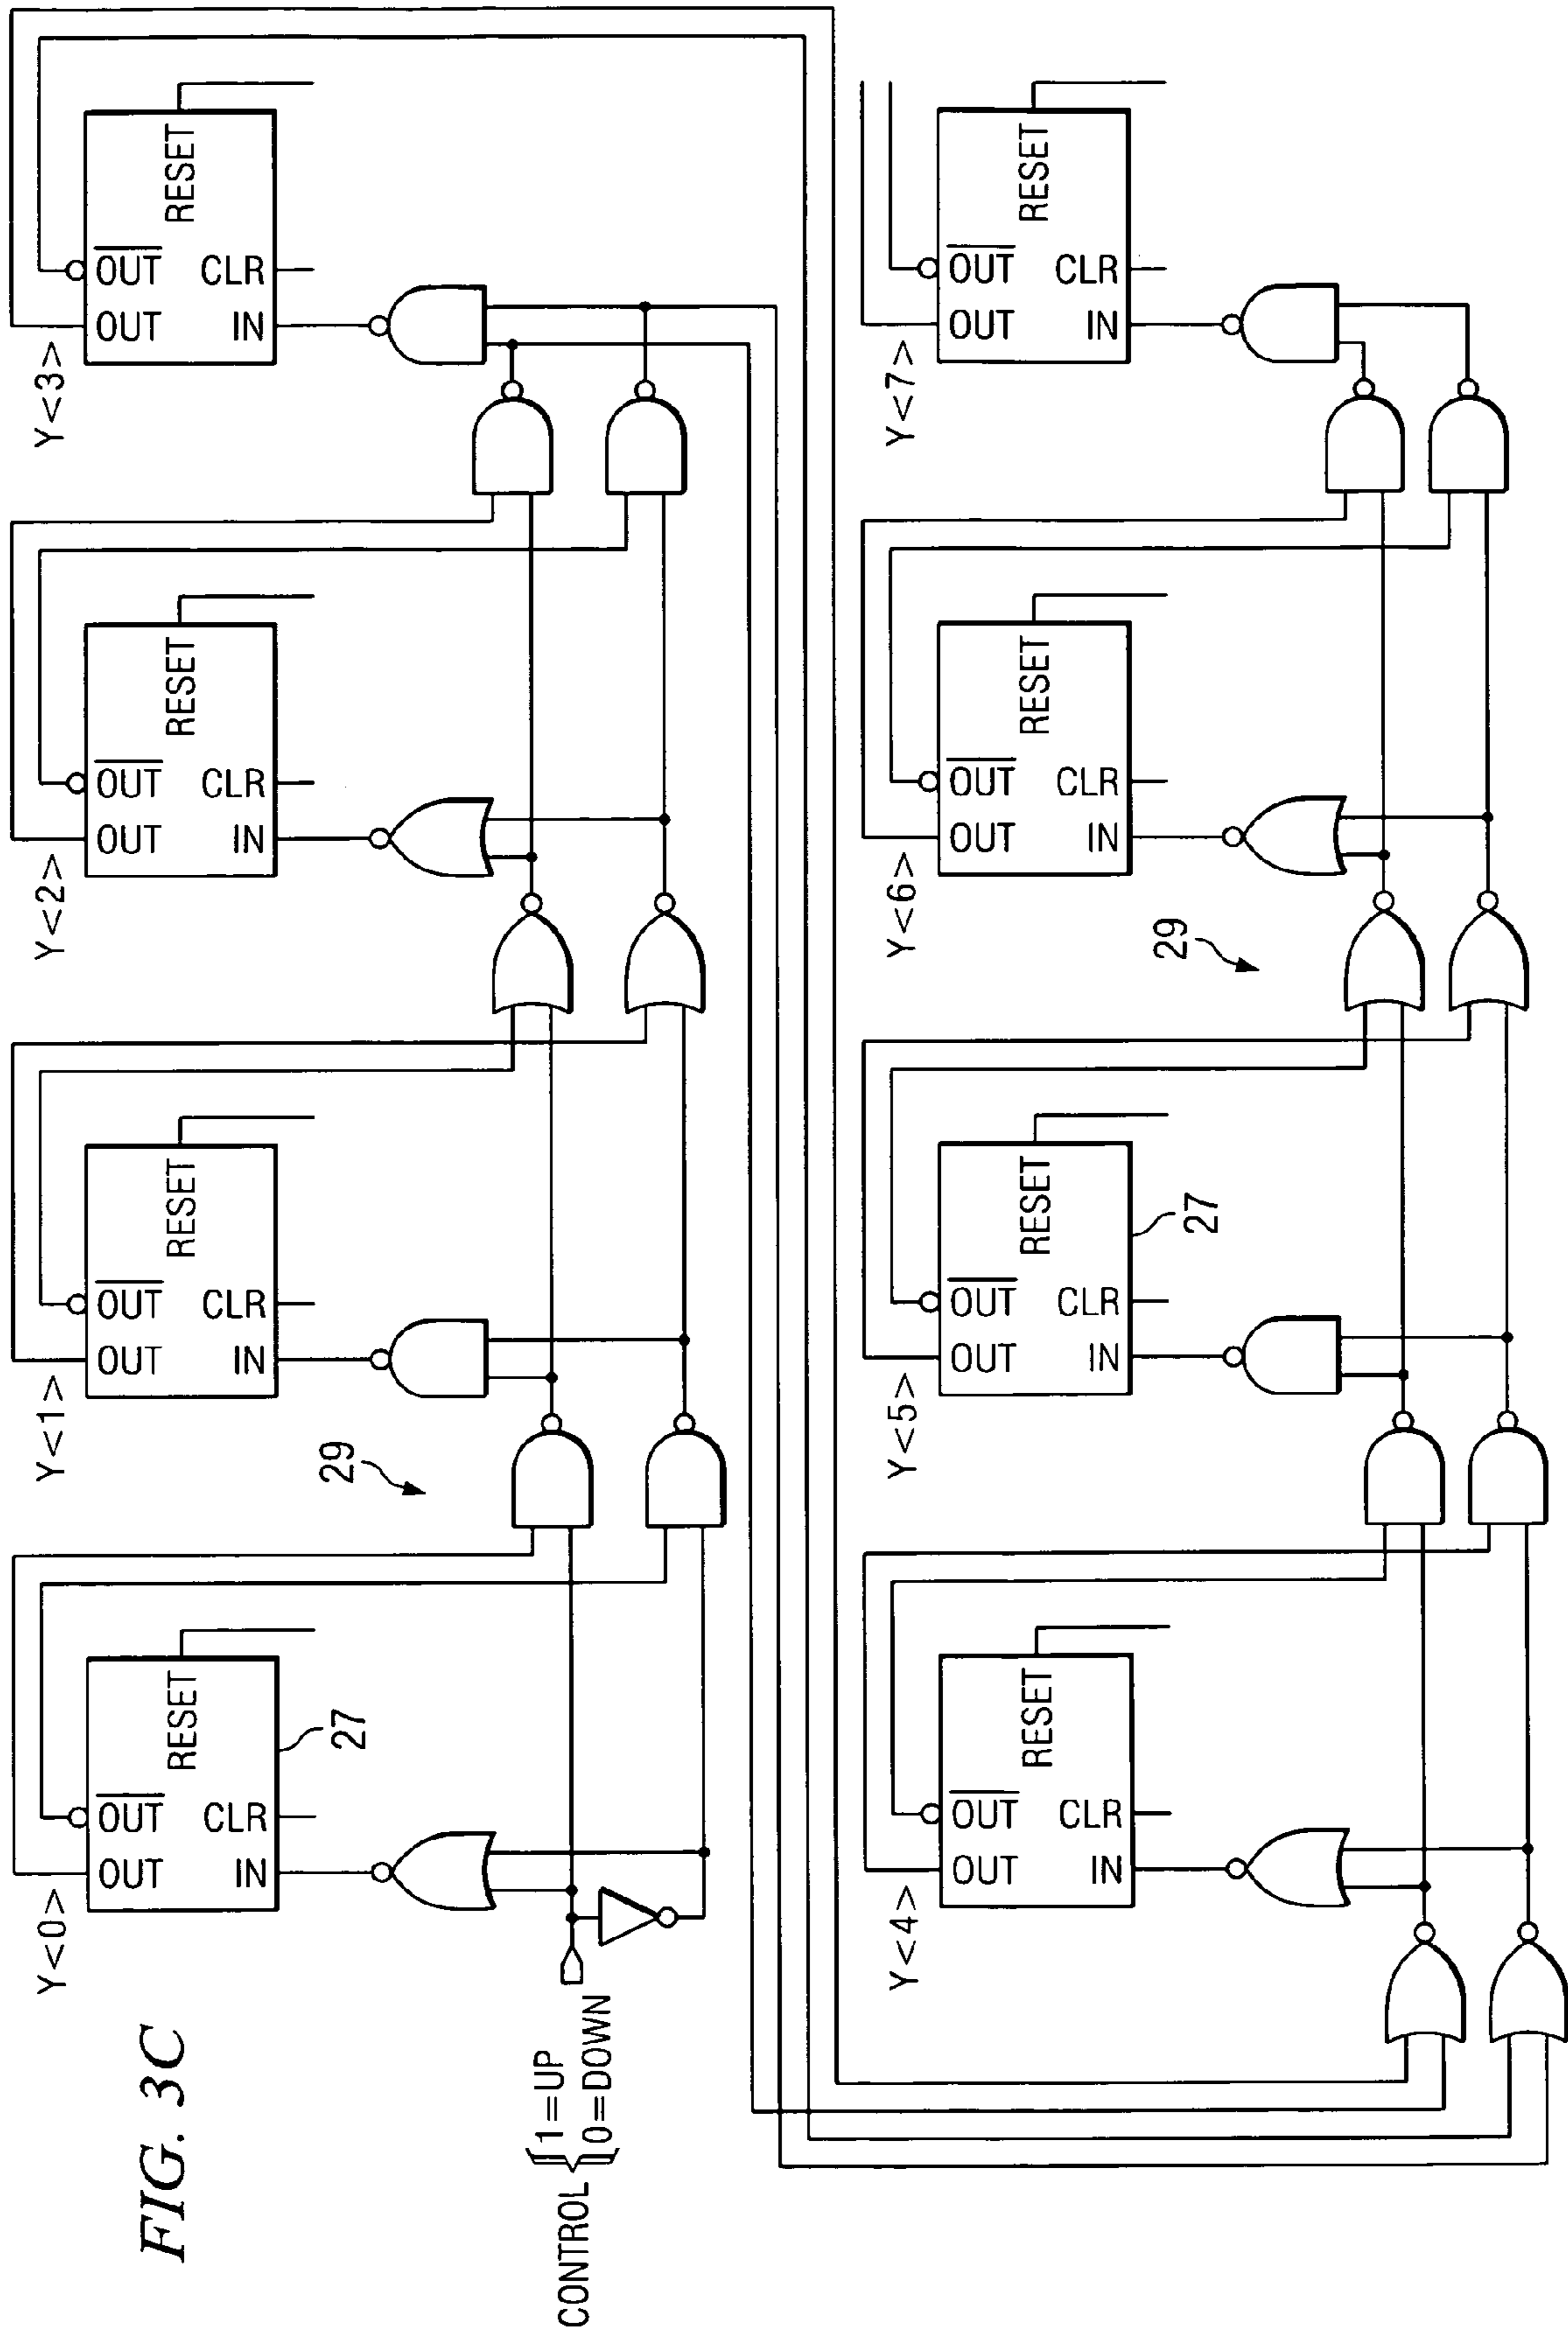 FIG. 3C
CONTROL
1=UP
0=DOWN
Y<0>
OUT
OUT
RESET
IN
CLR
27
29
Y<1>
OUT
OUT
RESET
IN
CLR
Y<2>
OUT
OUT
RESET
IN
CLR
Y<3>
OUT
OUT
RESET
IN
CLR
Y<4>
OUT
OUT
RESET
IN
CLR
Y<5>
OUT
OUT
RESET
IN
CLR
27
29
Y<6>
OUT
OUT
RESET
IN
CLR
Y<7>
OUT
OUT
RESET
IN
CLR